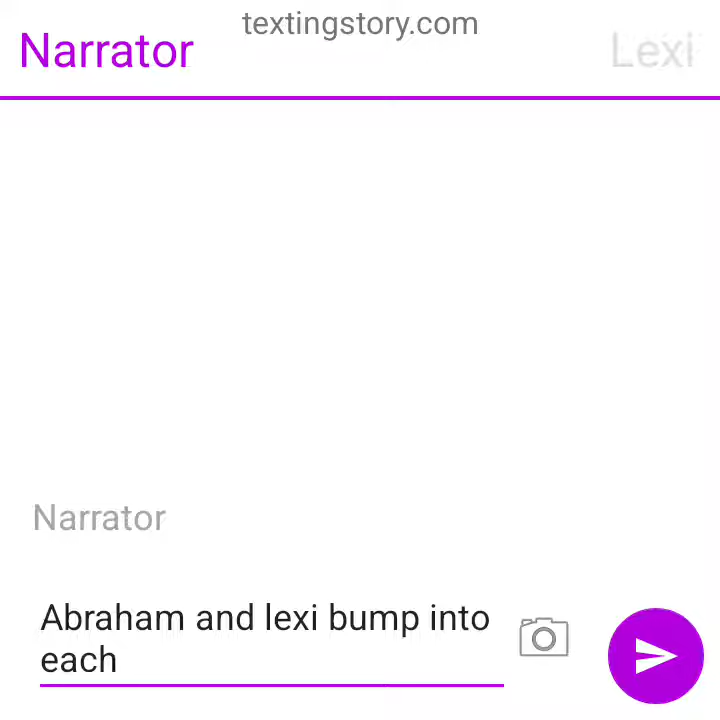 textingstory.com
Narrator
Lexi
Narrator
Abraham and lexi bump into
each